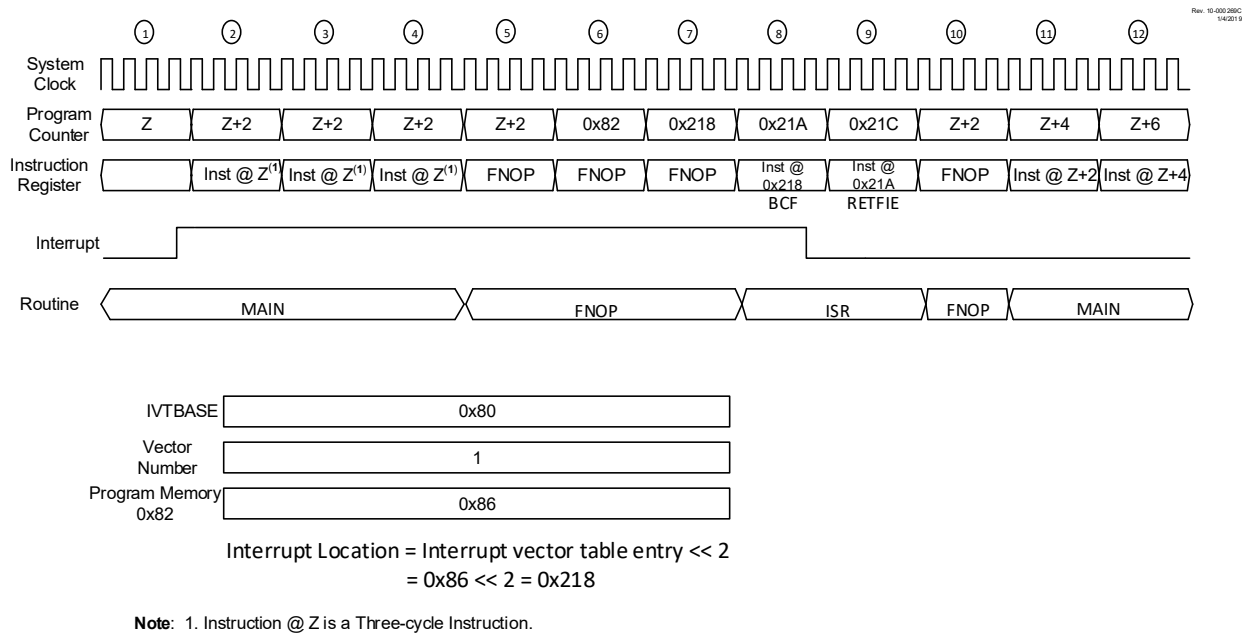 Rev. 10-000 269C
1/4/201 9
1 2 3 4 5 6 7 8 9 10 11 12
System
Clock
Program
Counter
Z Z+2 Z+2 Z+2 Z+2 0x82 0x218 0x21A 0x21C Z+2 Z+4 Z+6
Instruction
Register
Inst @ Z(1) Inst @ Z(1) Inst @ Z(1) FNOP FNOP FNOP Inst @ 0x218 BCF Inst @ 0x21A RETFIE FNOP Inst @ Z+2 Inst @ Z+4
Interrupt
Routine MAIN FNOP ISR FNOP MAIN
IVTBASE 0x80
Vector
Number
1
Program Memory
0x82
0x86
Interrupt Location = Interrupt vector table entry << 2
= 0x86 << 2 = 0x218
Note: 1. Instruction @ Z is a Three-cycle Instruction.